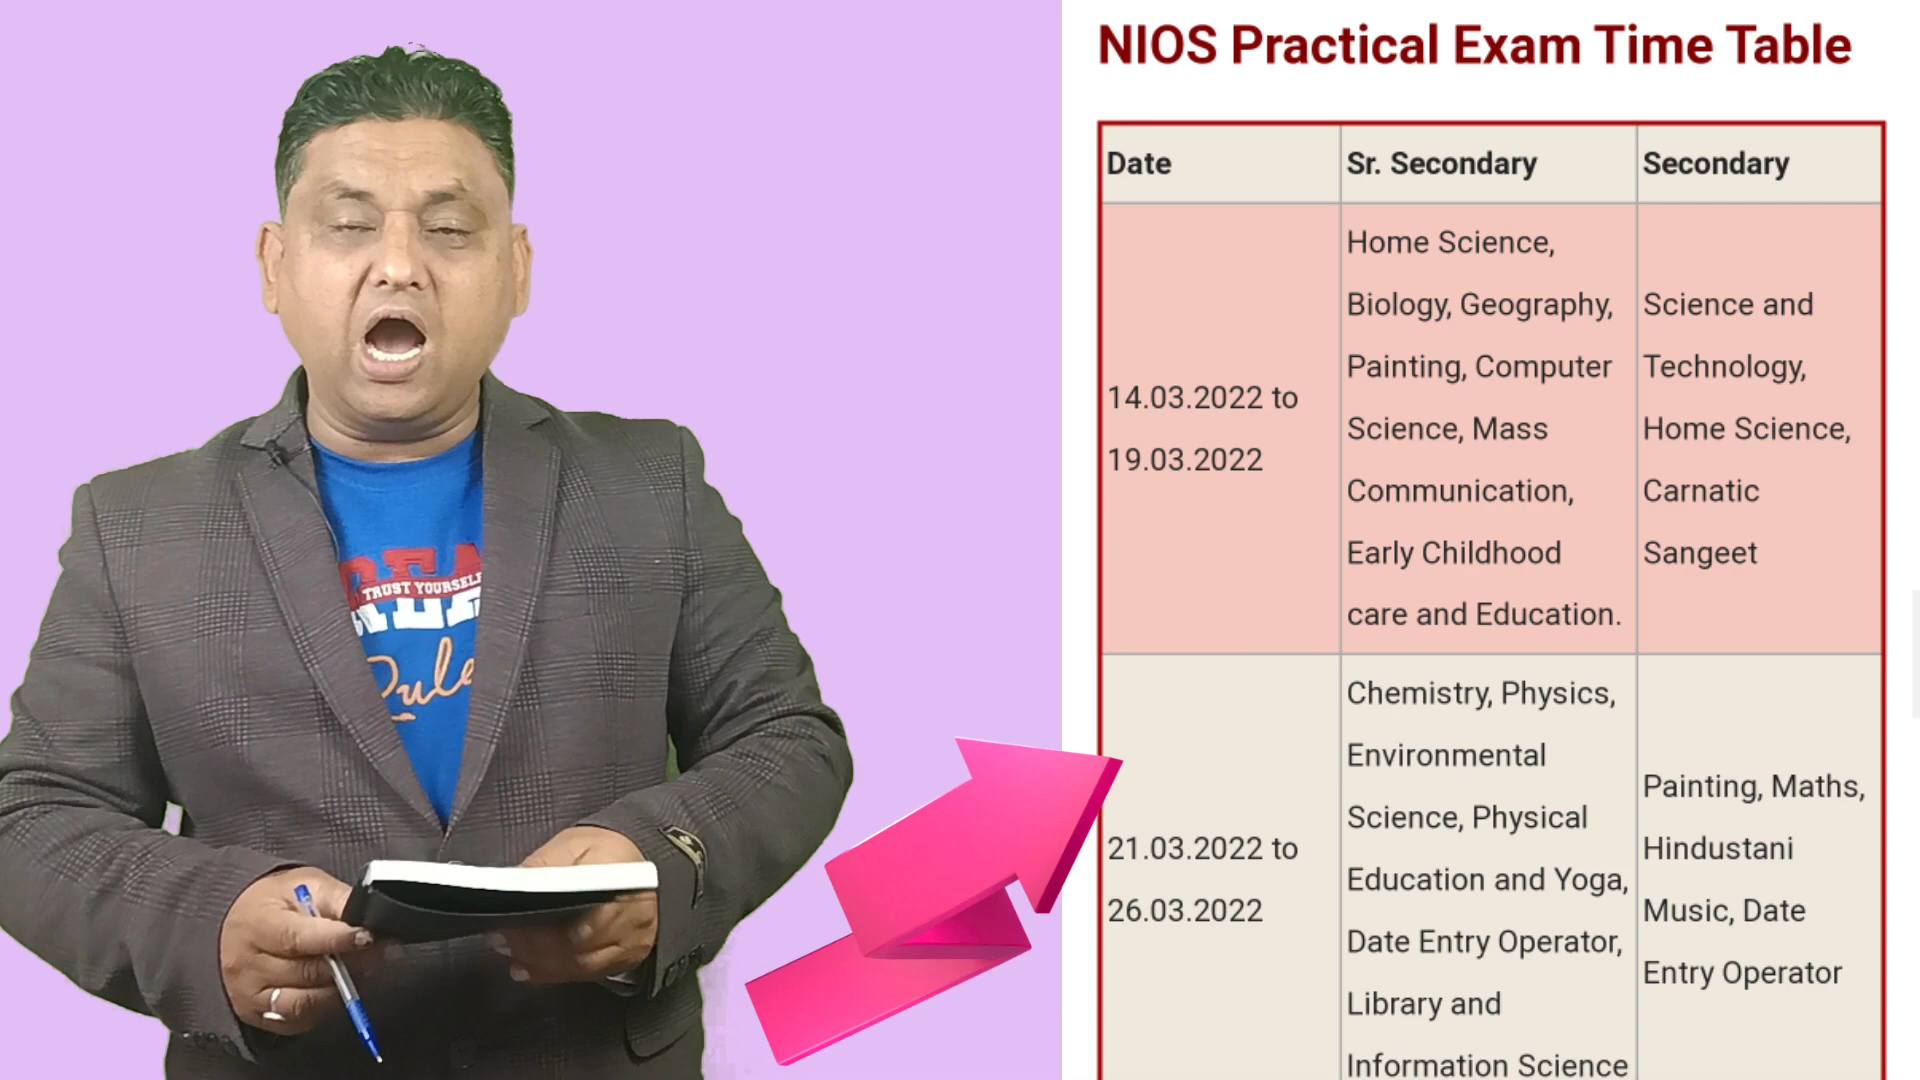 NIOS Practical Exam Time Table
Date
Sr. Secondary
Secondary
14.03.2022 to
19.03.2022
Home Science,
Biology, Geography,
Painting, Computer
Science, Mass
Communication,
Early Childhood
care and Education.
Science and
Technology,
Home Science,
Carnatic
Sangeet
21.03.2022 to
26.03.2022
Chemistry, Physics,
Environmental
Science, Physical
Education and Yoga,
Date Entry Operator,
Library and
Information Science
Painting, Maths,
Hindustani
Music, Date
Entry Operator
TRUST YOURSELF
Rule